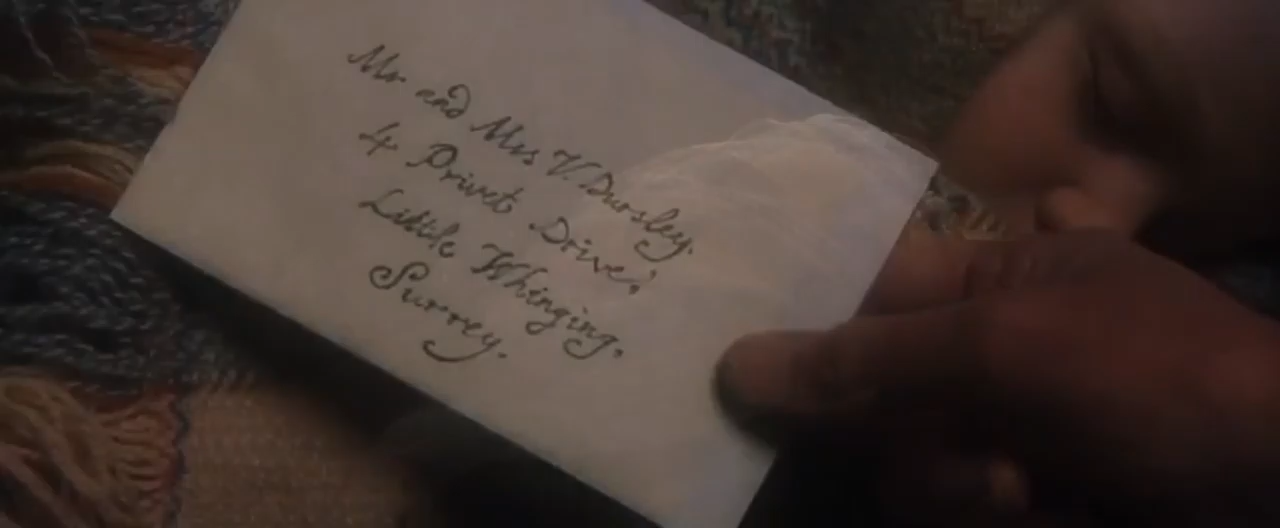 Mr and Mrs V. Dursley.
4 Privet Drive,
Little Whinging,
Surrey.